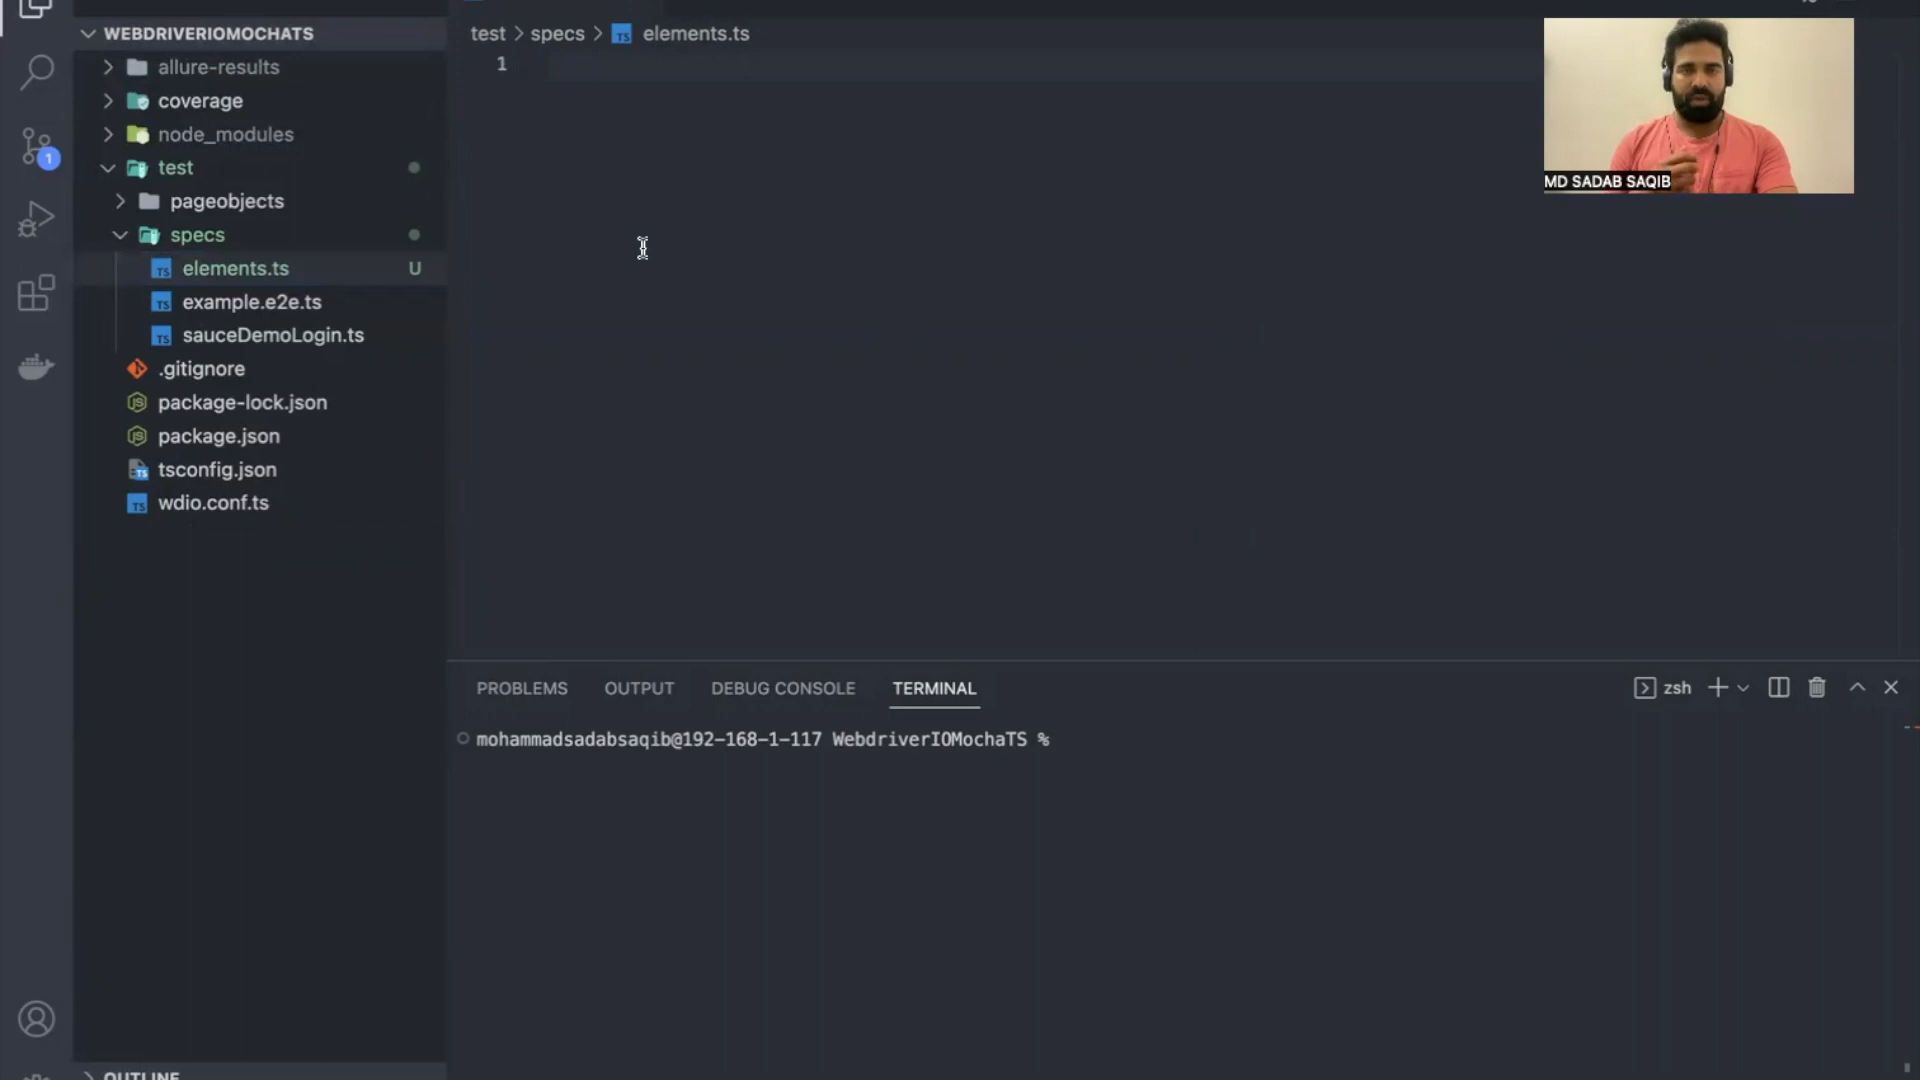 WEBDRIVERIOMOCHATS
allure-results
coverage
node_modules
test
pageobjects
specs
elements.ts U
example.e2e.ts
sauceDemoLogin.ts
.gitignore
package-lock.json
package.json
tsconfig.json
wdio.conf.ts
OUTLINE
1
test > specs > TS elements.ts
1
MD SADAB SAQIB
PROBLEMS OUTPUT DEBUG CONSOLE TERMINAL
zsh
mohammadsadabsaqib@192-168-1-117 WebdriverIOMochaTS %